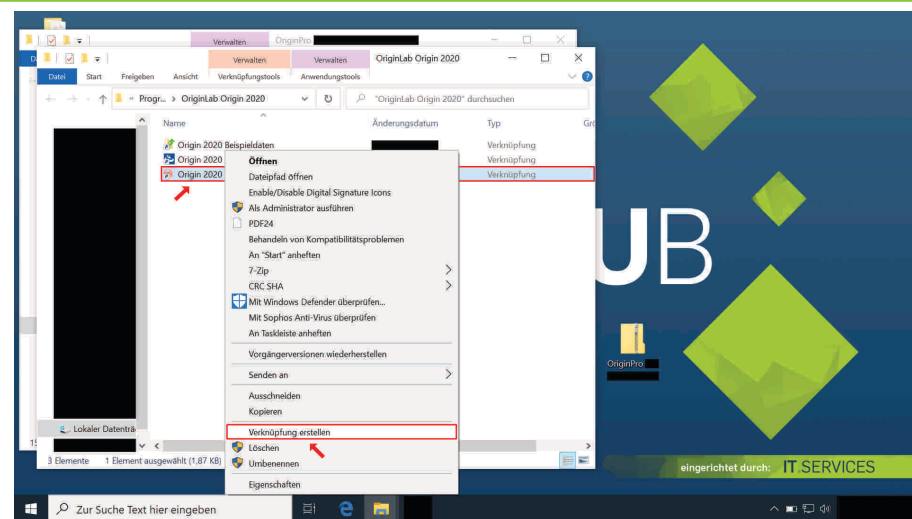 Verwalten
OriginPro
Verwalten
Verwalten
OriginLab Origin 2020
Datei Start Freigeben Ansicht Verknüpfungstools Anwendungstools
« Progr... > OriginLab Origin 2020
"OriginLab Origin 2020" durchsuchen
Name Änderungsdatum Typ Grö
Origin 2020 Beispieldaten Verknüpfung
Origin 2020 Verknüpfung
Origin 2020 Verknüpfung
Öffnen
Dateipfad öffnen
Enable/Disable Digital Signature Icons
Als Administrator ausführen
PDF24
Behandeln von Kompatibilitätsproblemen
An "Start" anheften
7-Zip
CRC SHA
Mit Windows Defender überprüfen...
Mit Sophos Anti-Virus überprüfen
An Taskleiste anheften
Vorgängerversionen wiederherstellen
Senden an
Ausschneiden
Kopieren
Verknüpfung erstellen
Löschen
Umbenennen
Eigenschaften
Lokaler Datenträ
3 Elemente 1 Element ausgewählt (1,87 KB)
UB
OriginPro
eingerichtet durch: IT.SERVICES
Zur Suche Text hier eingeben